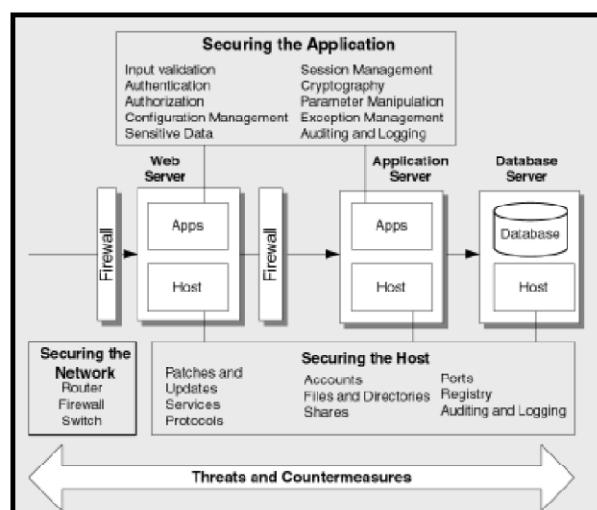 Securing the Application
Input validation
Authentication
Authorization
Configuration Management
Sensitive Data
Session Management
Cryptography
Parameter Manipulation
Exception Management
Auditing and Logging
Web
Server
Application
Server
Database
Server
Firewall
Apps
Host
Firewall
Apps
Host
Database
Host
Securing the
Network
Router
Firewall
Switch
Securing the Host
Patches and
Updates
Services
Protocols
Accounts
Files and Directories
Shares
Ports
Registry
Auditing and Logging
Threats and Countermeasures